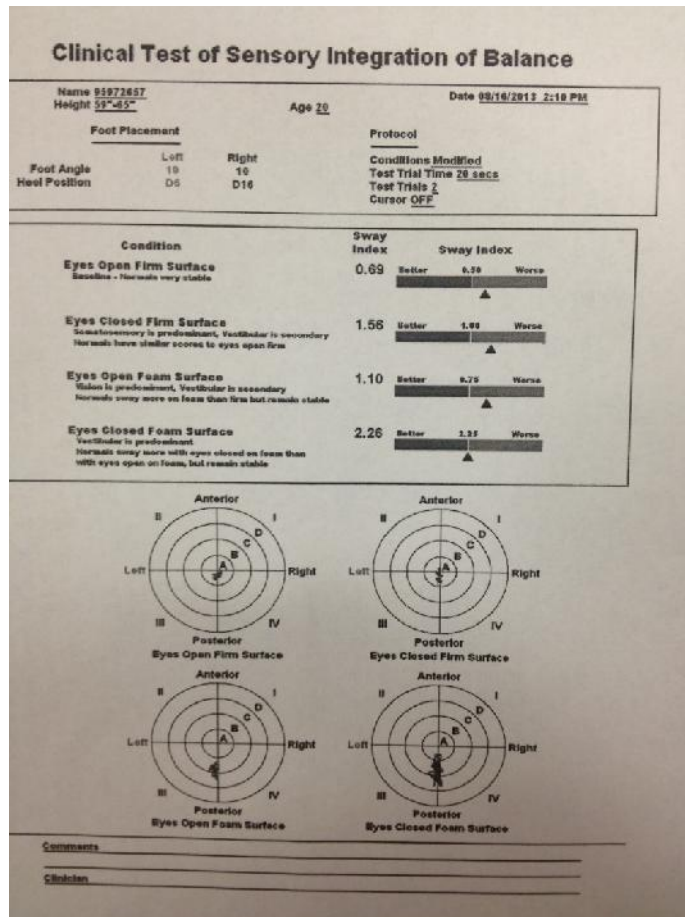 Clinical Test of Sensory Integration of Balance
Name 95972657
Height 59"-65"
Age 20
Date 08/16/2013 2:10 PM
Foot Placement
Protocol
Left Right
Foot Angle 10 10
Heel Position D6 D16
Conditions Modified
Test Trial Time 20 secs
Test Trials 2
Cursor OFF
Condition
Sway Index
Sway Index
Eyes Open Firm Surface
Baseline - Normals very stable
0.69
Better 0.50 Worse
Eyes Closed Firm Surface
Somatosensory is predominant, Vestibular is secondary
Normals have similar scores to eyes open firm
1.56
Better 1.00 Worse
Eyes Open Foam Surface
Vision is predominant, Vestibular is secondary
Normals sway more on foam than firm but remain stable
1.10
Better 0.75 Worse
Eyes Closed Foam Surface
Vestibular is predominant
Normals sway more with eyes closed on foam than
with eyes open on foam, but remain stable
2.26
Better 2.25 Worse
Anterior
II I
D
C
B
A
Left Right
III IV
Posterior
Eyes Open Firm Surface
Anterior
II I
D
C
B
A
Left Right
III IV
Posterior
Eyes Closed Firm Surface
Anterior
II I
D
C
B
A
Left Right
III IV
Posterior
Eyes Open Foam Surface
Anterior
II I
D
C
B
A
Left Right
III IV
Posterior
Eyes Closed Foam Surface
Comments
Clinician